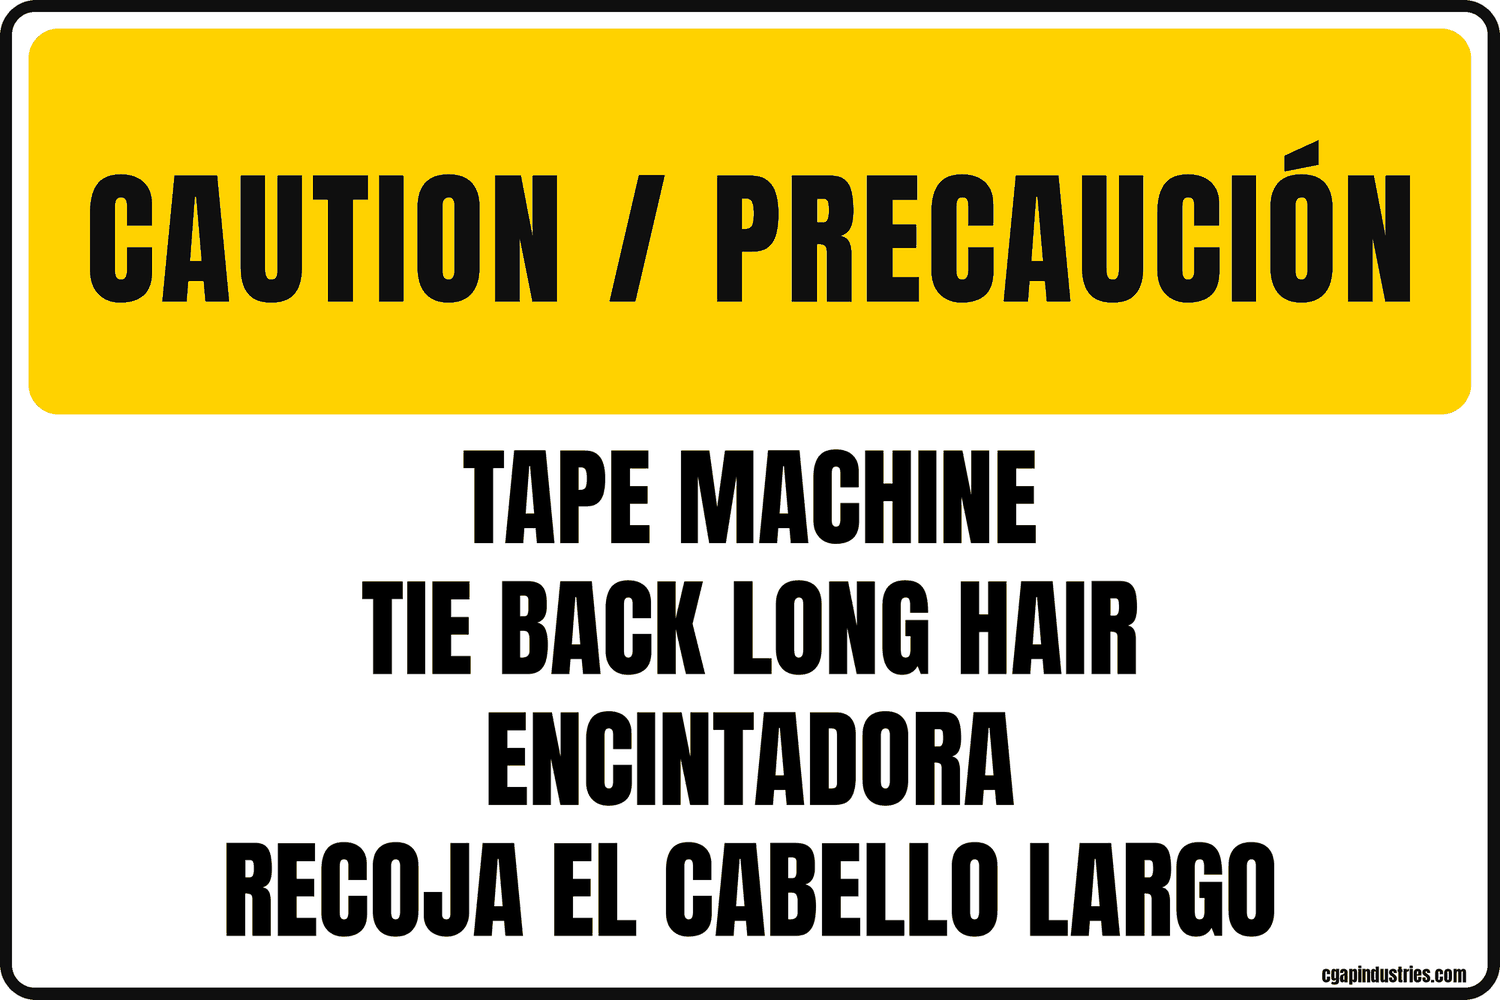 CAUTION / PRECAUCIÓN
TAPE MACHINE
TIE BACK LONG HAIR
ENCINTADORA
RECOJA EL CABELLO LARGO
cgapindustries.com